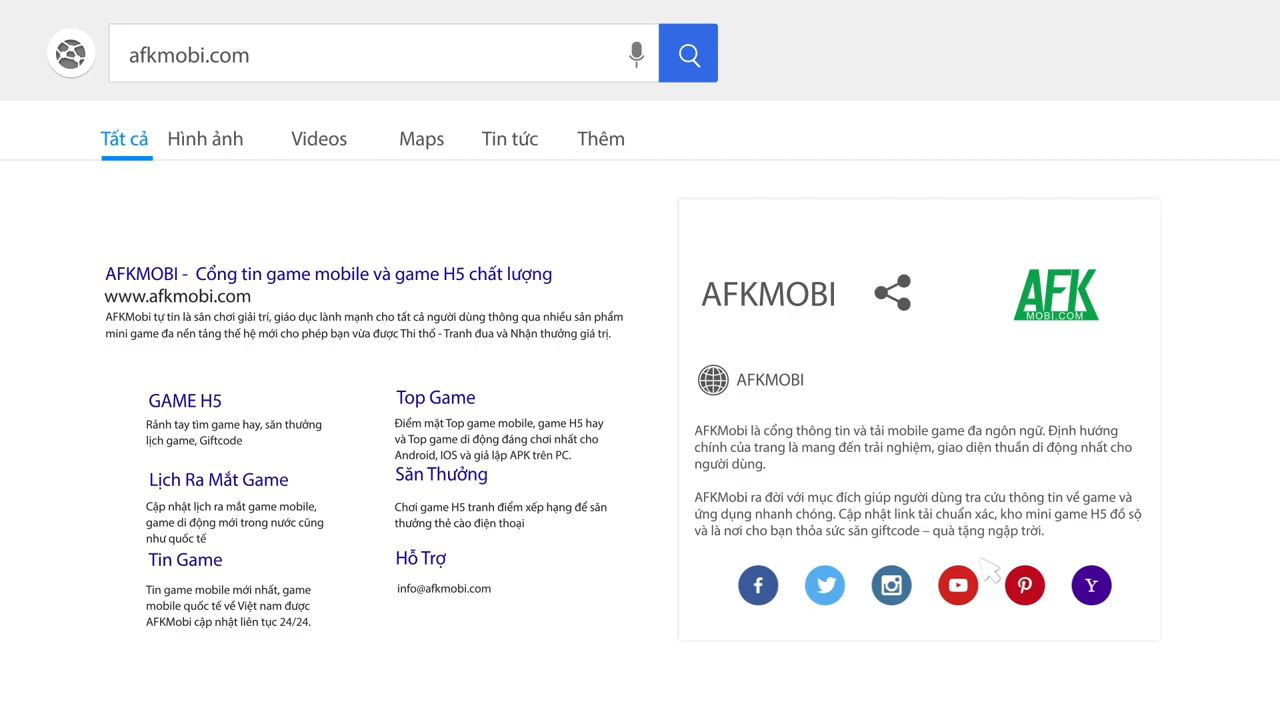 afkmobi.com
Tất cả Hình ảnh Videos Maps Tin tức Thêm
AFKMOBI - Cổng tin game mobile và game H5 chất lượng
www.afkmobi.com
AFKMobi tự tin là sân chơi giải trí, giáo dục lành mạnh cho tất cả người dùng thông qua nhiều sản phẩm
mini game đa nền tảng thế hệ mới cho phép bạn vừa được Thi thố - Tranh đua và Nhận thưởng giá trị.
GAME H5
Rảnh tay tìm game hay, săn thưởng
lịch game, Giftcode
Lịch Ra Mắt Game
Cập nhật lịch ra mắt game mobile,
game di động mới trong nước cũng
như quốc tế
Tin Game
Tin game mobile mới nhất, game
mobile quốc tế về Việt nam được
AFKMobi cập nhật liên tục 24/24.
Top Game
Điểm mặt Top game mobile, game H5 hay
và Top game di động đáng chơi nhất cho
Android, IOS và giả lập APK trên PC.
Săn Thưởng
Chơi game H5 tranh điểm xếp hạng để săn
thưởng thẻ cào điện thoại
Hỗ Trợ
info@afkmobi.com
AFKMOBI
AFK
MOBI.COM
AFKMOBI
AFKMobi là cổng thông tin và tải mobile game đa ngôn ngữ. Định hướng
chính của trang là mang đến trải nghiệm, giao diện thuần di động nhất cho
người dùng.
AFKMobi ra đời với mục đích giúp người dùng tra cứu thông tin về game và
ứng dụng nhanh chóng. Cập nhật link tải chuẩn xác, kho mini game H5 đồ sộ
và là nơi cho bạn thỏa sức săn giftcode – quà tặng ingập trời.